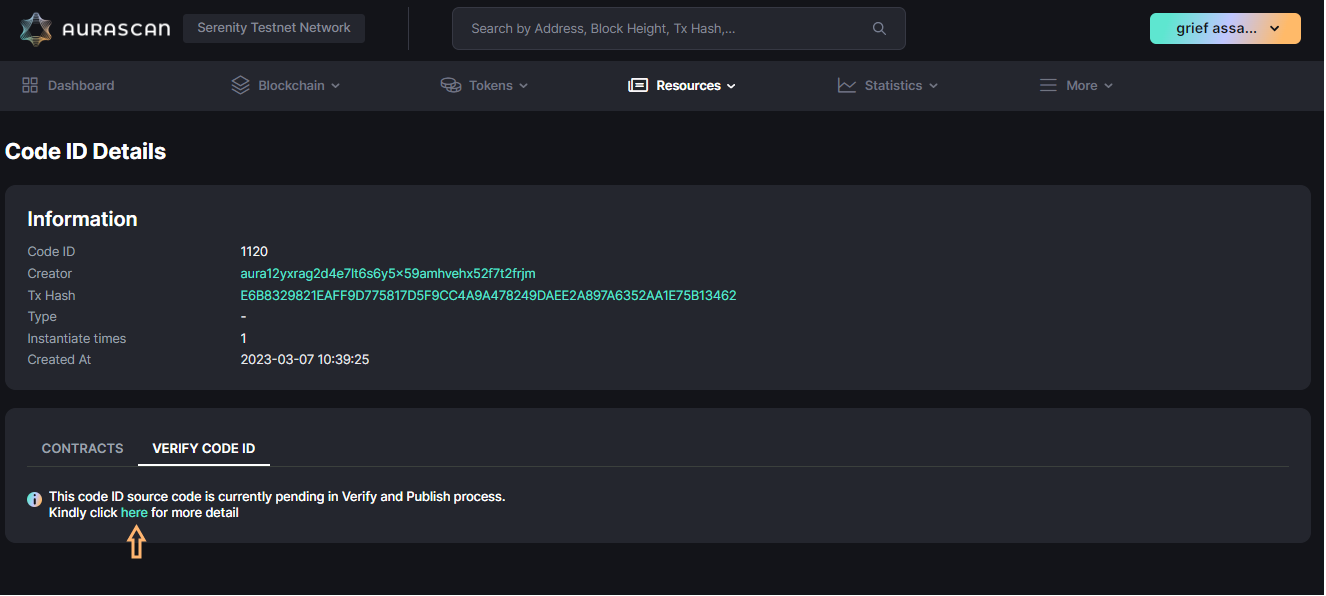 AURASCAN
Serenity Testnet Network
Search by Address, Block Height, Tx Hash,...
grief assa...
Dashboard
Blockchain
Tokens
Resources
Statistics
More
Code ID Details
Information
Code ID 1120
Creator aura12yxrag2d4e7lt6s6y5x59amhvehx52f7t2frjm
Tx Hash E6B8329821EAFF9D775817D5F9CC4A9A478249DAEE2A897A6352AA1E75B13462
Type -
Instantiate times 1
Created At 2023-03-07 10:39:25
CONTRACTS
VERIFY CODE ID
This code ID source code is currently pending in Verify and Publish process.
Kindly click here for more detail